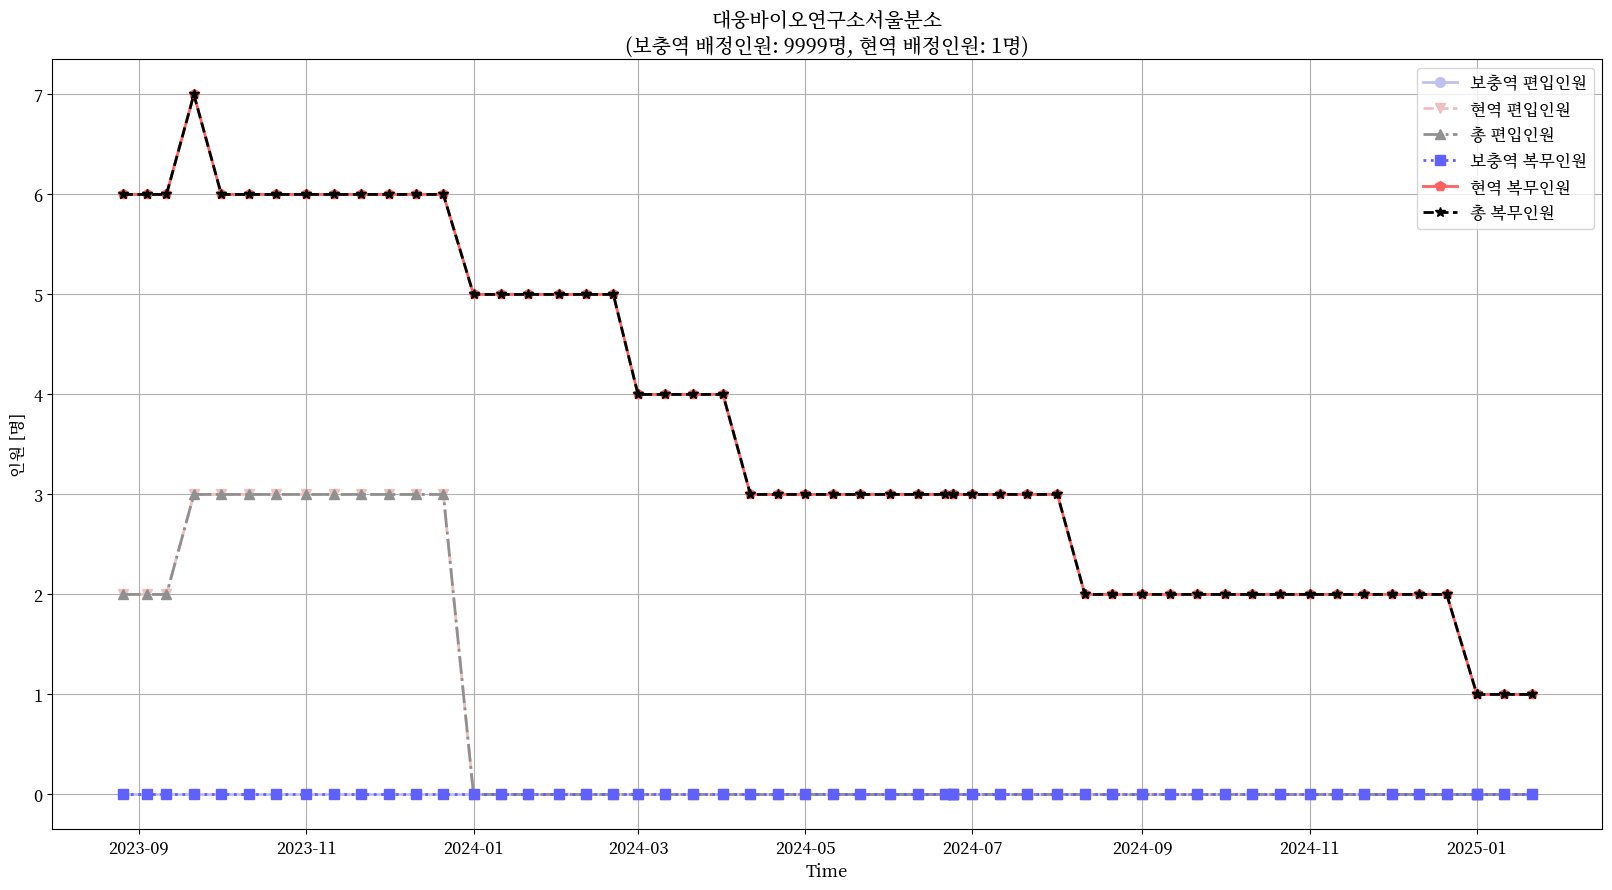 대웅바이오연구소서울분소
(보충역 배정인원: 9999명, 현역 배정인원: 1명)
보충역 편입인원
현역 편입인원
총 편입인원
보충역 복무인원
현역 복무인원
총 복무인원
인원 [명]
7
6
5
4
3
2
1
0
2023-09
2023-11
2024-01
2024-03
2024-05
2024-07
2024-09
2024-11
2025-01
Time